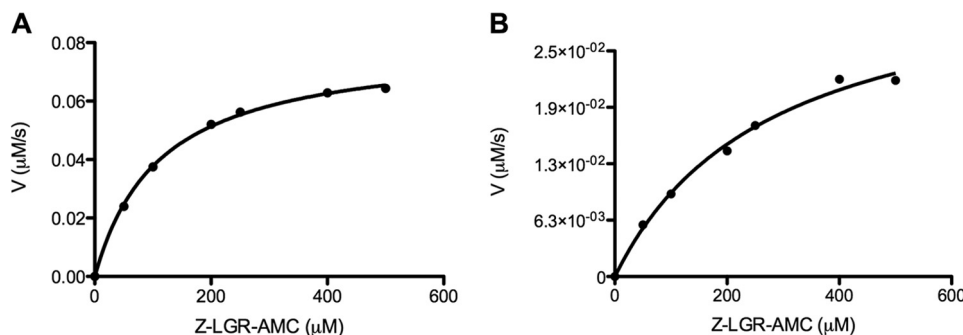 A
V (μM/s)
0.08
0.06
0.04
0.02
0.00
0 200 400 600
Z-LGR-AMC (μM)
B
V (μM/s)
2.5×10-02
1.9×10-02
1.3×10-02
6.3×10-03
0
0 200 400 600
Z-LGR-AMC (μM)